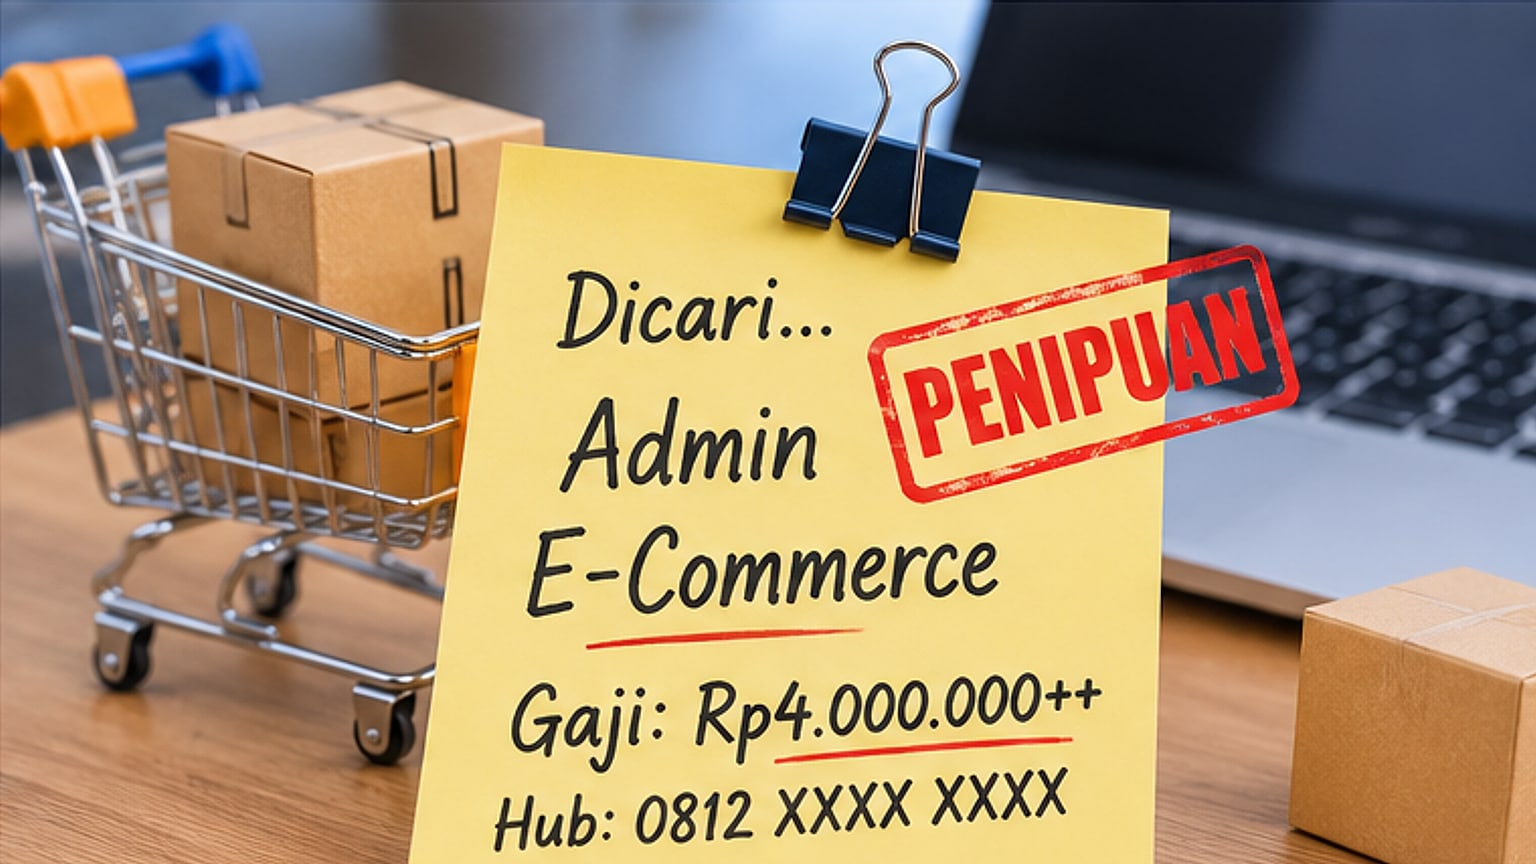 Dicari...
PENIPUAN
Admin
E-Commerce
Gaji: Rp4.000.000++
Hub: 0812 XXXX XXXX